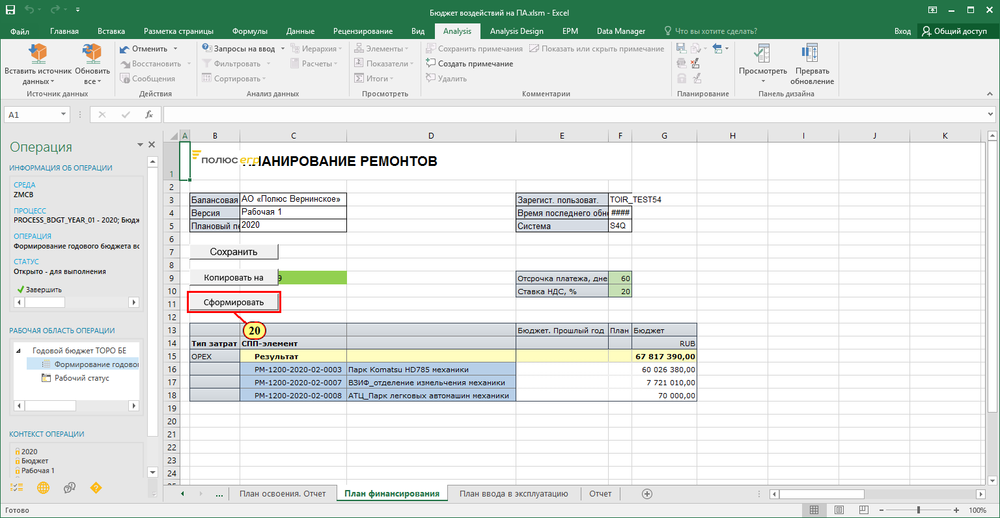 Бюджет воздействий на ПА.xlsm - Excel
Файл Главная Вставка Разметка страницы Формулы Данные Рецензирование Вид Analysis Analysis Design EPM Data Manager Что вы хотите сделать? Вход Общий доступ
Вставить источник данных
Обновить все
Источник данных
Отменить
Восстановить
Сообщения
Действия
Запросы на ввод
Фильтровать
Сортировать
Иерархия
Расчеты
Анализ данных
Элементы
Показатели
Итоги
Просмотреть
Сохранить примечания
Показать или скрыть примечание
Создать примечание
Удалить
Комментарии
Планирование
Просмотреть
Прервать обновление
Панель дизайна
A1
fx
Операция
ИНФОРМАЦИЯ ОБ ОПЕРАЦИИ
СРЕДА
ZMCB
ПРОЦЕСС
PROCESS_BDGT_YEAR_01 - 2020; Бюдж
ОПЕРАЦИЯ
Формирование годового бюджета вс
СТАТУС
Открыто - для выполнения
Завершить
РАБОЧАЯ ОБЛАСТЬ ОПЕРАЦИИ
Годовой бюджет ТОРО БЕ
Формирование годово
Рабочий статус
КОНТЕКСТ ОПЕРАЦИИ
2020
Бюджет
Рабочая 1
A B C D E F G H I J K
1 ПОЛЮС erp ЛАНИРОВАНИЕ РЕМОНТОВ
2
3 Балансовая АО «Полюс Вернинское» Зарегист. пользоват. TOIR_TEST54
4 Версия Рабочая 1 Время последнего обно ####
5 Плановый пе 2020 Система S4Q
6
7 Сохранить
8
9 Копировать на 9 Отсрочка платежа, дне 60
10 Ставка НДС, % 20
11 Сформировать
12
20
13 Бюджет. Прошлый год План Бюджет
14 Тип затрат СПП-элемент RUB
15 OPEX Результат 67 817 390,00
16 РМ-1200-2020-02-0003 Парк Komatsu HD785 механики 60 026 380,00
17 РМ-1200-2020-02-0007 ВЗИФ_отделение измельчения механики 7 721 010,00
18 РМ-1200-2020-02-0008 АТЦ_Парк легковых автомашин механики 70 000,00
19
20
21
22
23
24
... План освоения. Отчет План финансирования План ввода в эксплуатацию Отчет
Готово 100%